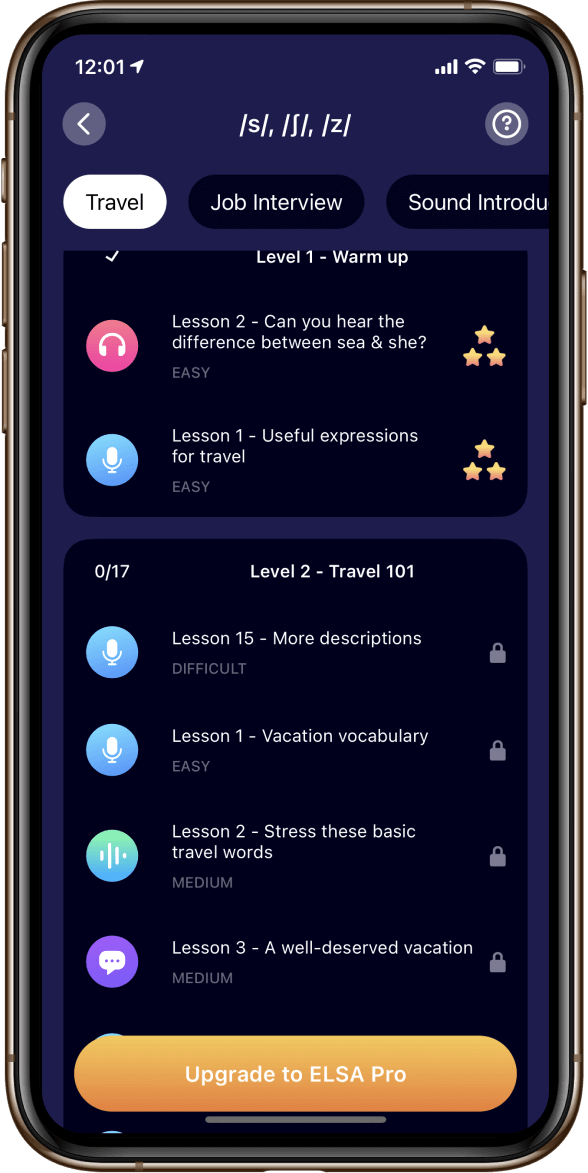 12:01
/s/, /ʃ/, /z/
Travel
Job Interview
Sound Introdu
Level 1 - Warm up
Lesson 2 - Can you hear the
difference between sea & she?
EASY
Lesson 1 - Useful expressions
for travel
EASY
0/17
Level 2 - Travel 101
Lesson 15 - More descriptions
DIFFICULT
Lesson 1 - Vacation vocabulary
EASY
Lesson 2 - Stress these basic
travel words
MEDIUM
Lesson 3 - A well-deserved vacation
MEDIUM
Upgrade to ELSA Pro